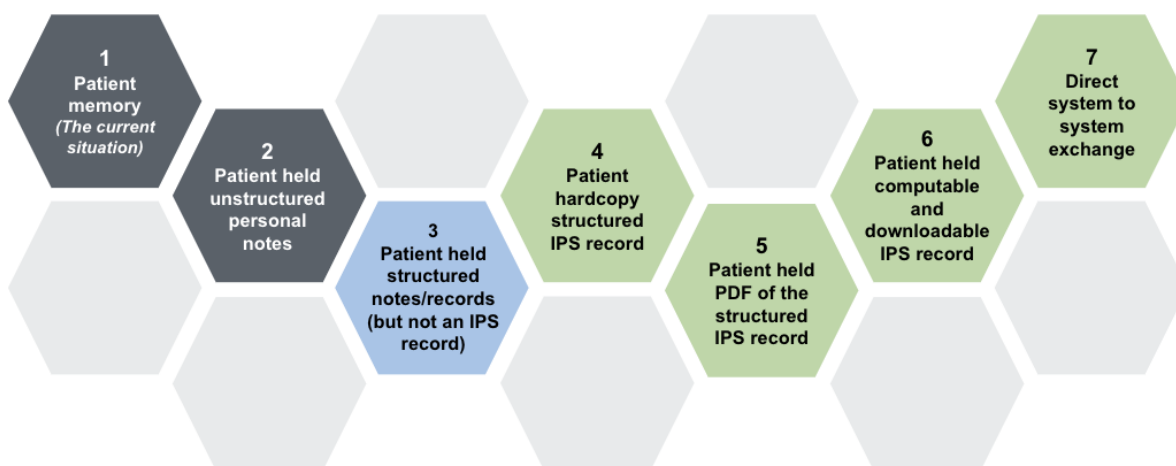 1
Patient
memory
(The current
situation)
2
Patient held
unstructured
personal
notes
3
Patient held
structured
notes/records
(but not an IPS
record)
4
Patient
hardcopy
structured
IPS record
5
Patient held
PDF of the
structured
IPS record
6
Patient held
computable
and
downloadable
IPS record
7
Direct
system to
system
exchange